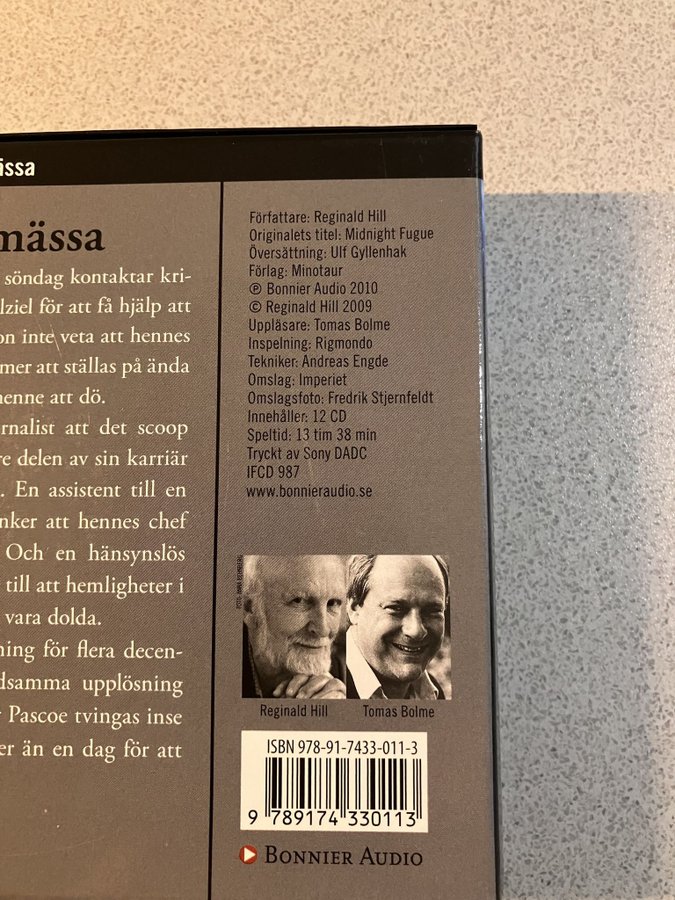 ässa
mässa
söndag kontaktar kri-
lziel för att få hjälp att
on inte veta att hennes
mer att ställas på ända
henne att dö.
rnalist att det scoop
re delen av sin karriär
. En assistent till en
nker att hennes chef
Och en hänsynslös
till att hemligheter i
vara dolda.
ning för flera decen-
dsamma upplösning
r Pascoe tvingas inse
er än en dag för att
Författare: Reginald Hill
Originalets titel: Midnight Fugue
Översättning: Ulf Gyllenhak
Förlag: Minotaur
℗ Bonnier Audio 2010
© Reginald Hill 2009
Uppläsare: Tomas Bolme
Inspelning: Rigmondo
Tekniker: Andreas Engde
Omslag: Imperiet
Omslagsfoto: Fredrik Stjernfeldt
Innehåller: 12 CD
Speltid: 13 tim 38 min
Tryckt av Sony DADC
IFCD 987
www.bonnieraudio.se
Reginald Hill Tomas Bolme
ISBN 978-91-7433-011-3
9 789174 330113
BONNIER AUDIO